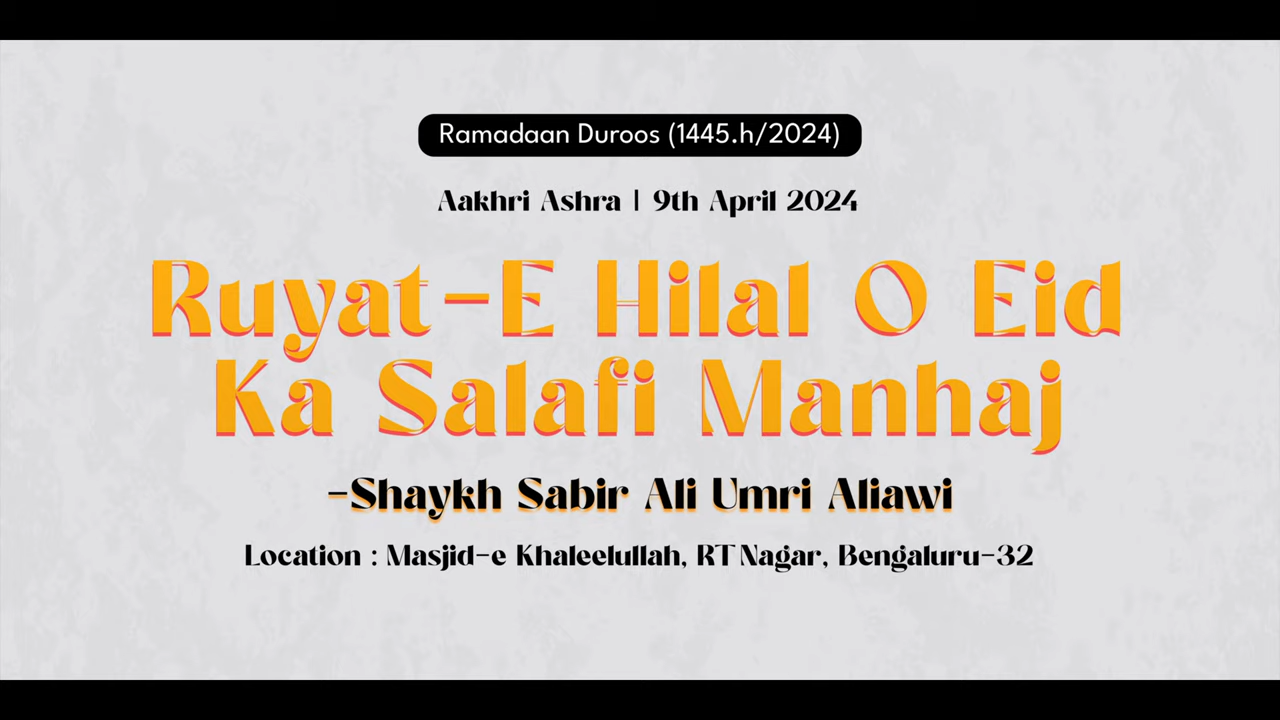 Ramadaan Duroos (1445.h/2024)
Aakhri Ashra | 9th April 2024
Ruyat-E Hilal O Eid
Ka Salafi Manhaj
-Shaykh Sabir Ali Umri Aliawi
Location : Masjid-e Khaleelullah, RT Nagar, Bengaluru-32